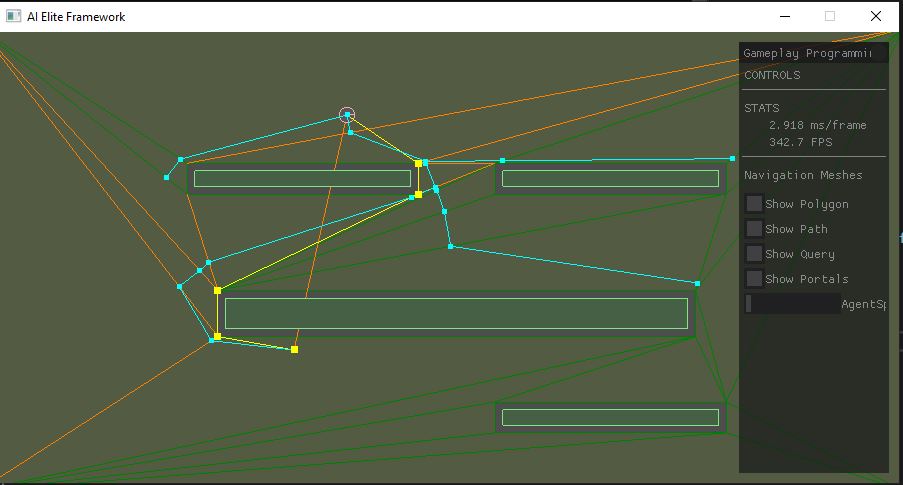 AI Elite Framework
Gameplay Programmin
CONTROLS
STATS
2.918 ms/frame
342.7 FPS
Navigation Meshes
Show Polygon
Show Path
Show Query
Show Portals
AgentSp